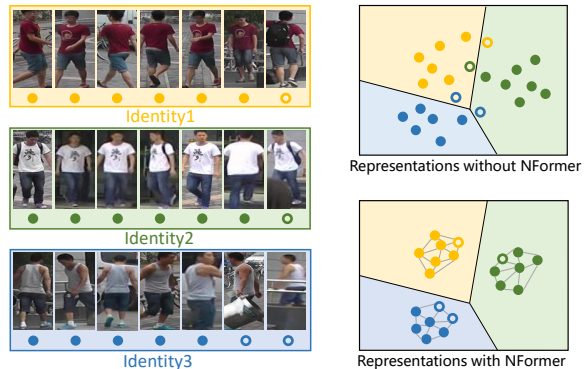 Identity1
Identity2
Identity3
Representations without NFormer
Representations with NFormer